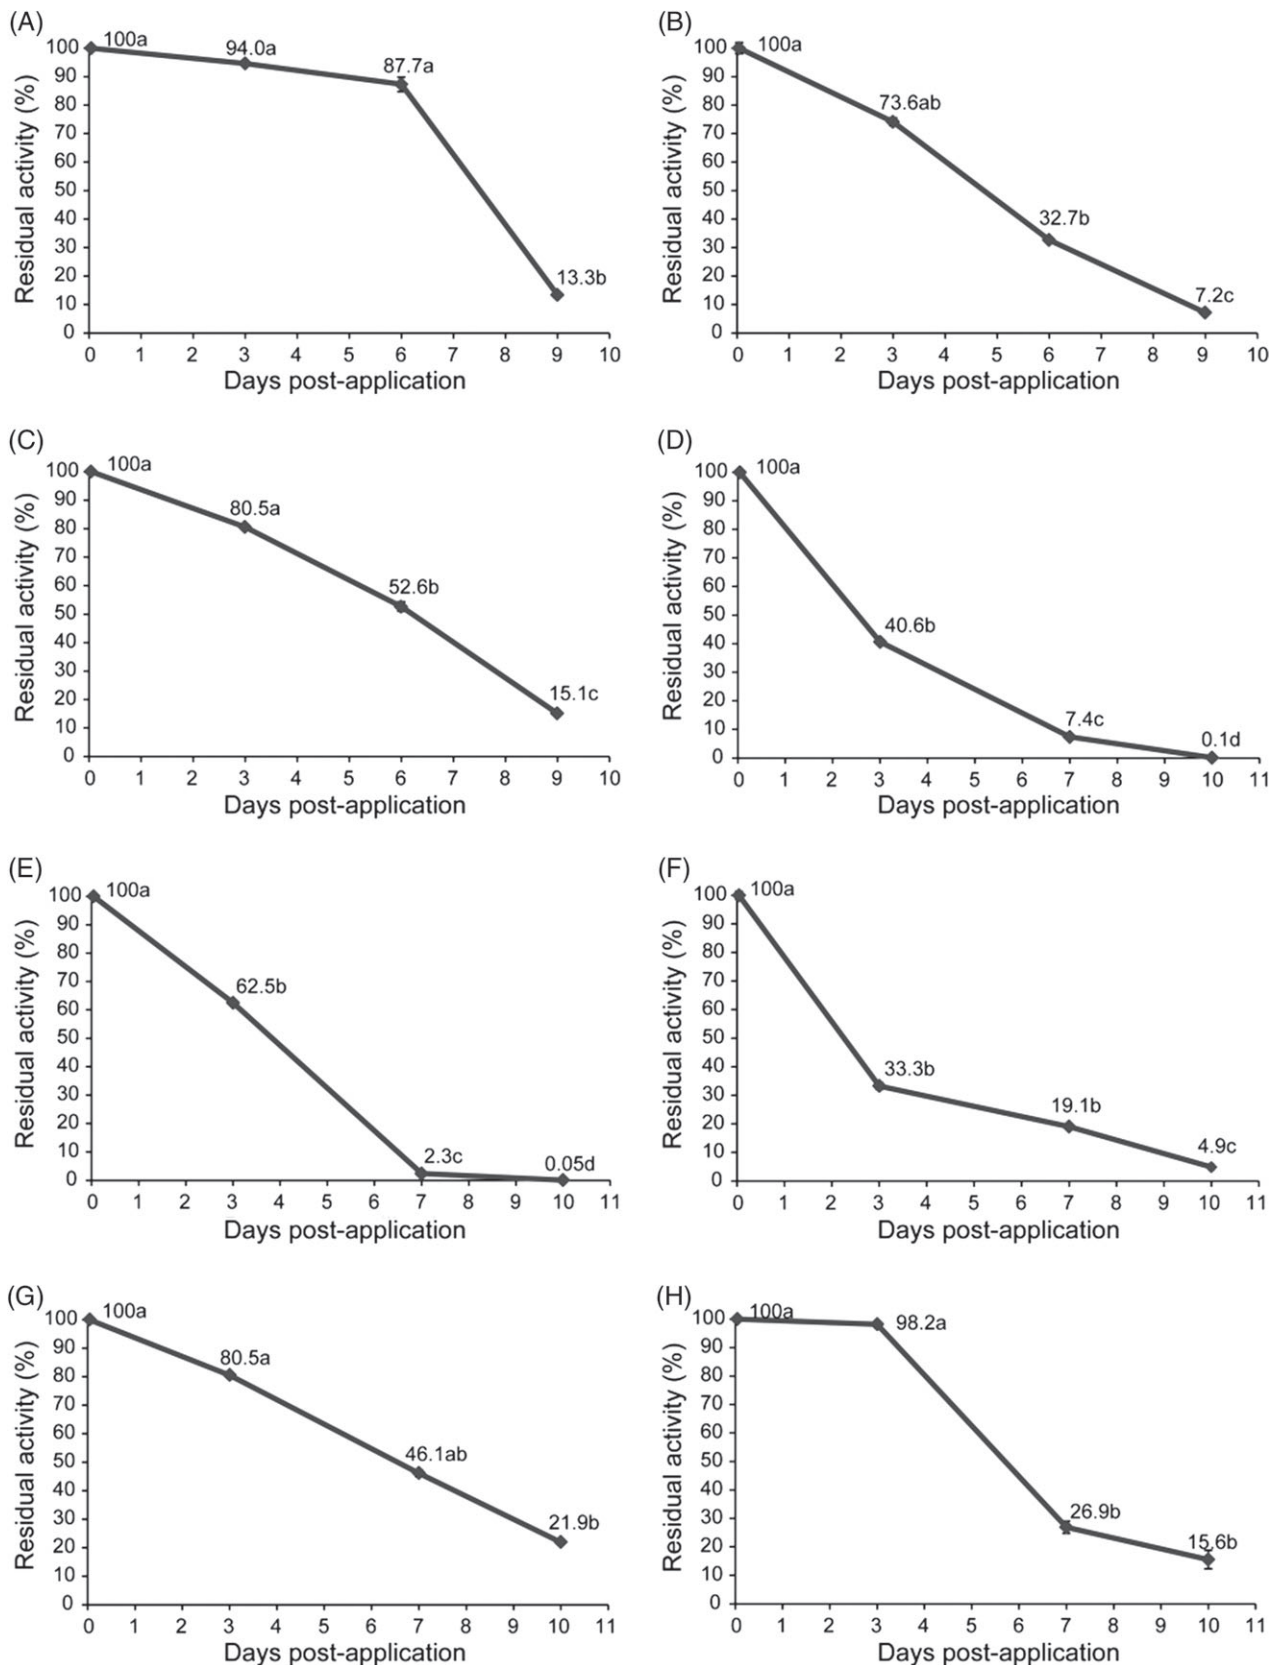 (A)
Residual activity (%)
100
90
80
70
60
50
40
30
20
10
0
100a
94.0a
87.7a
13.3b
0 1 2 3 4 5 6 7 8 9 10
Days post-application
(B)
Residual activity (%)
100
90
80
70
60
50
40
30
20
10
0
100a
73.6ab
32.7b
7.2c
0 1 2 3 4 5 6 7 8 9 10
Days post-application
(C)
Residual activity (%)
100
90
80
70
60
50
40
30
20
10
0
100a
80.5a
52.6b
15.1c
0 1 2 3 4 5 6 7 8 9 10
Days post-application
(D)
Residual activity (%)
100
90
80
70
60
50
40
30
20
10
0
100a
40.6b
7.4c
0.1d
0 1 2 3 4 5 6 7 8 9 10 11
Days post-application
(E)
Residual activity (%)
100
90
80
70
60
50
40
30
20
10
0
100a
62.5b
2.3c
0.05d
0 1 2 3 4 5 6 7 8 9 10 11
Days post-application
(F)
Residual activity (%)
100
90
80
70
60
50
40
30
20
10
0
100a
33.3b
19.1b
4.9c
0 1 2 3 4 5 6 7 8 9 10 11
Days post-application
(G)
Residual activity (%)
100
90
80
70
60
50
40
30
20
10
0
100a
80.5a
46.1ab
21.9b
0 1 2 3 4 5 6 7 8 9 10 11
Days post-application
(H)
Residual activity (%)
100
90
80
70
60
50
40
30
20
10
0
100a
98.2a
26.9b
15.6b
0 1 2 3 4 5 6 7 8 9 10 11
Days post-application